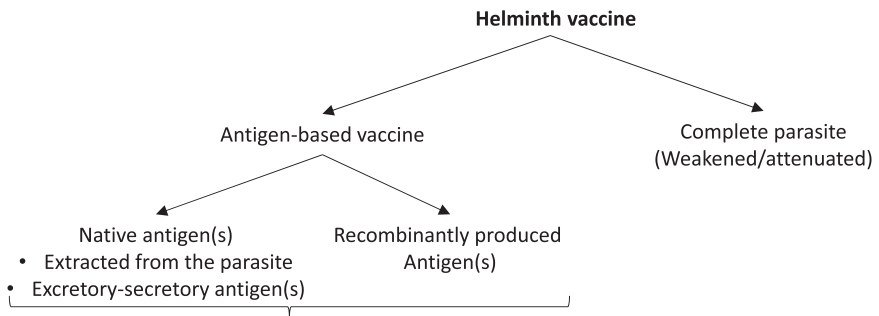 Helminth vaccine
Antigen-based vaccine
Complete parasite
(Weakened/attenuated)
Native antigen(s)
• Extracted from the parasite
• Excretory-secretory antigen(s)
Recombinantly produced
Antigen(s)